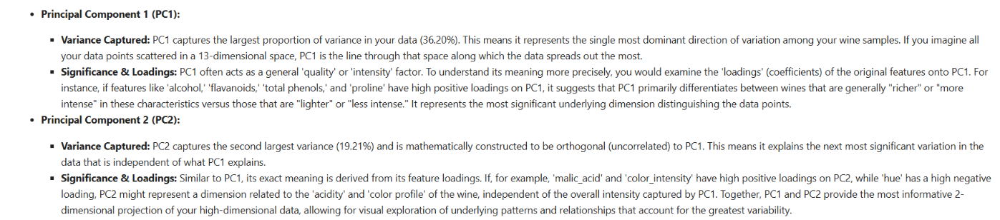 • Principal Component 1 (PC1):
▪ Variance Captured: PC1 captures the largest proportion of variance in your data (36.20%). This means it represents the single most dominant direction of variation among your wine samples. If you imagine all
your data points scattered in a 13-dimensional space, PC1 is the line through that space along which the data spreads out the most.
▪ Significance & Loadings: PC1 often acts as a general 'quality' or 'intensity' factor. To understand its meaning more precisely, you would examine the 'loadings' (coefficients) of the original features onto PC1. For
instance, if features like 'alcohol,' 'flavanoids,' 'total phenols,' and 'proline' have high positive loadings on PC1, it suggests that PC1 primarily differentiates between wines that are generally "richer" or "more
intense" in these characteristics versus those that are "lighter" or "less intense." It represents the most significant underlying dimension distinguishing the data points.
• Principal Component 2 (PC2):
▪ Variance Captured: PC2 captures the second largest variance (19.21%) and is mathematically constructed to be orthogonal (uncorrelated) to PC1. This means it explains the next most significant variation in the
data that is independent of what PC1 explains.
▪ Significance & Loadings: Similar to PC1, its exact meaning is derived from its feature loadings. If, for example, 'malic_acid' and 'color_intensity' have high positive loadings on PC2, while 'hue' has a high negative
loading, PC2 might represent a dimension related to the 'acidity' and 'color profile' of the wine, independent of the overall intensity captured by PC1. Together, PC1 and PC2 provide the most informative 2-
dimensional projection of your high-dimensional data, allowing for visual exploration of underlying patterns and relationships that account for the greatest variability.